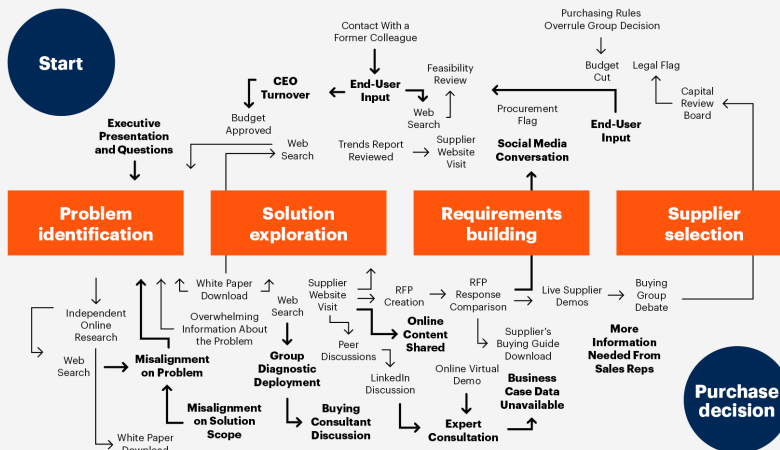 Contact With a
Former Colleague
Purchasing Rules
Overrule Group Decision
Start
CEO
Turnover
End-User
Input
Feasibility
Review
Budget
Cut
Legal Flag
Capital
Review
Board
Budget
Approved
Web
Search
Procurement
Flag
End-User
Input
Executive
Presentation
and Questions
Web
Search
Trends Report
Reviewed
Supplier
Website
Visit
Social Media
Conversation
Problem
identification
Solution
exploration
Requirements
building
Supplier
selection
White Paper
Download
Web
Search
Supplier
Website
Visit
RFP
Creation
RFP
Response
Comparison
Live Supplier
Demos
Buying
Group
Debate
Independent
Online
Research
Overwhelming
Information About
the Problem
Online
Content
Shared
Supplier's
Buying Guide
Download
More
Information
Needed From
Sales Reps
Web
Search
Misalignment
on Problem
Group
Diagnostic
Deployment
Peer
Discussions
LinkedIn
Discussion
Online Virtual
Demo
Business
Case Data
Unavailable
Purchase
decision
Misalignment
on Solution
Scope
Buying
Consultant
Discussion
Expert
Consultation
White Paper
Download